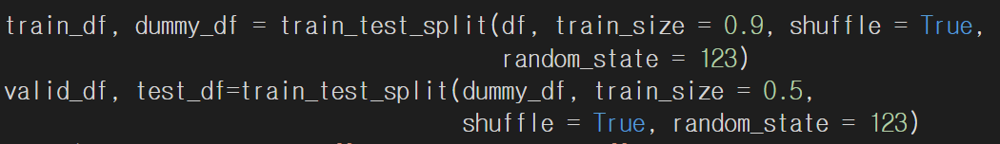 train_df, dummy_df = train_test_split(df, train_size = 0.9, shuffle = True,
random_state = 123)
valid_df, test_df=train_test_split(dummy_df, train_size = 0.5,
shuffle = True, random_state = 123)